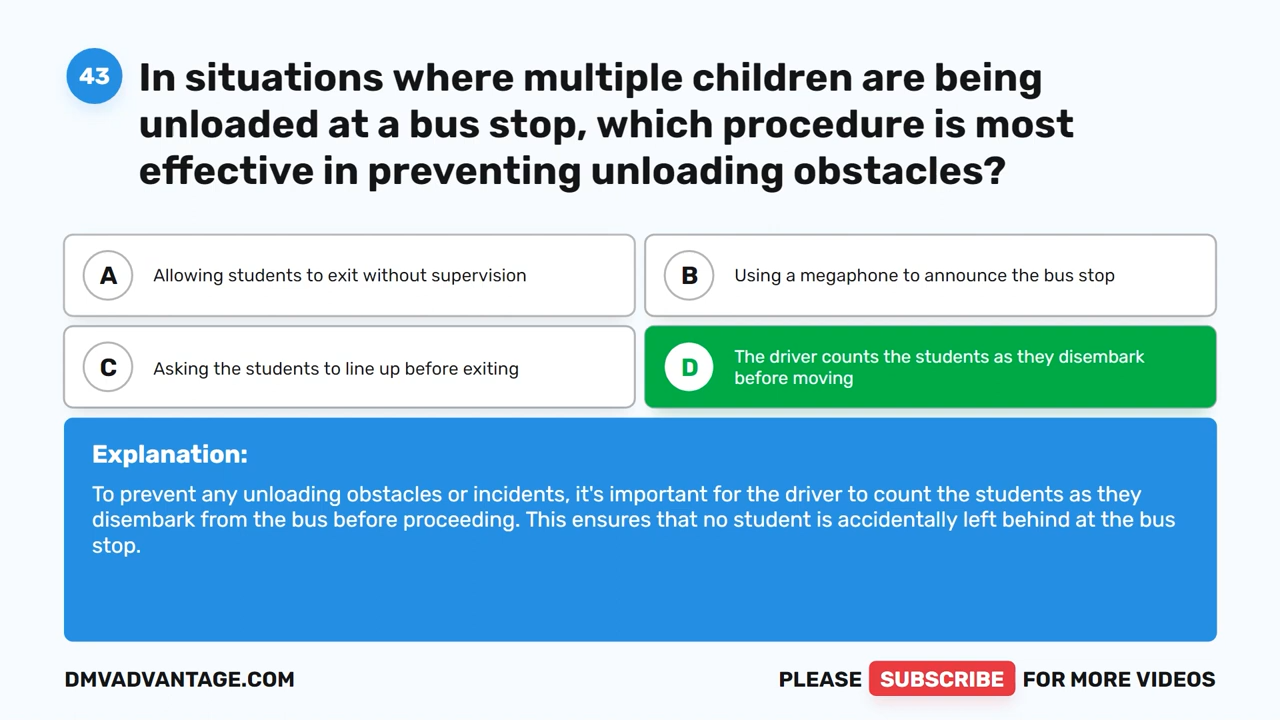 43
In situations where multiple children are being
unloaded at a bus stop, which procedure is most
effective in preventing unloading obstacles?
A Allowing students to exit without supervision
B Using a megaphone to announce the bus stop
C Asking the students to line up before exiting
D The driver counts the students as they disembark
before moving
Explanation:
To prevent any unloading obstacles or incidents, it's important for the driver to count the students as they
disembark from the bus before proceeding. This ensures that no student is accidentally left behind at the bus
stop.
DMVADVANTAGE.COM
PLEASE SUBSCRIBE FOR MORE VIDEOS